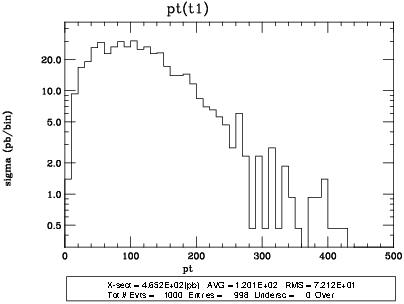 pt(t1)
sigma (pb/bin)
20.0
10.0
5.0
2.0
1.0
0.5
0 100 200 300 400 500
pt
X-sect = 4.652E+02(pb) AVG = 1.201E+02 RMS = 7.212E+01
Tot # Evts = 1000 Entries = 998 Undersc = 0 Over